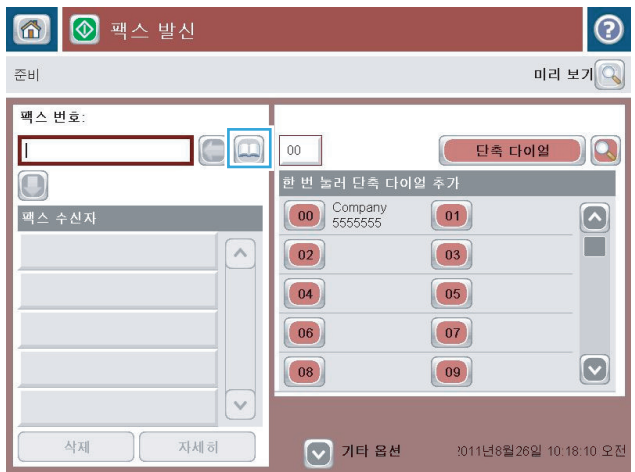 팩스 발신
?
준비
미리 보기
팩스 번호:
00
단축 다이얼
한 번 눌러 단축 다이얼 추가
팩스 수신자
00 Company 01
5555555
02 03
04 05
06 07
08 09
삭제 자세히
기타 옵션
2011년8월26일 10:18:10 오전